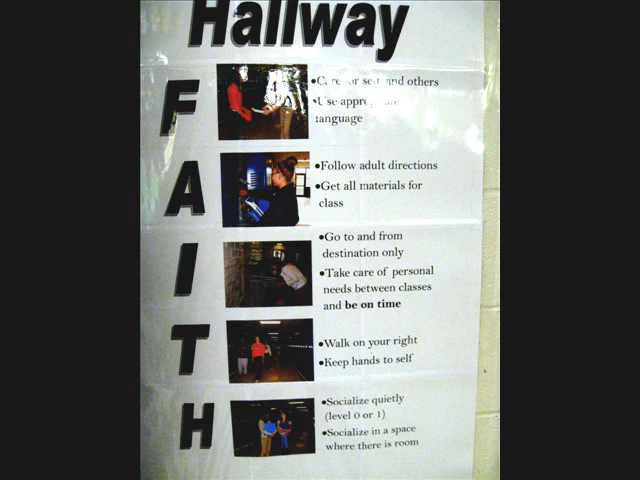 Hallway
F
•Care for self and others
•Use appropriate
language
A
•Follow adult directions
•Get all materials for
class
I
•Go to and from
destination only
•Take care of personal
needs between classes
and be on time
T
•Walk on your right
•Keep hands to self
H
•Socialize quietly
(level 0 or 1)
•Socialize in a space
where there is room